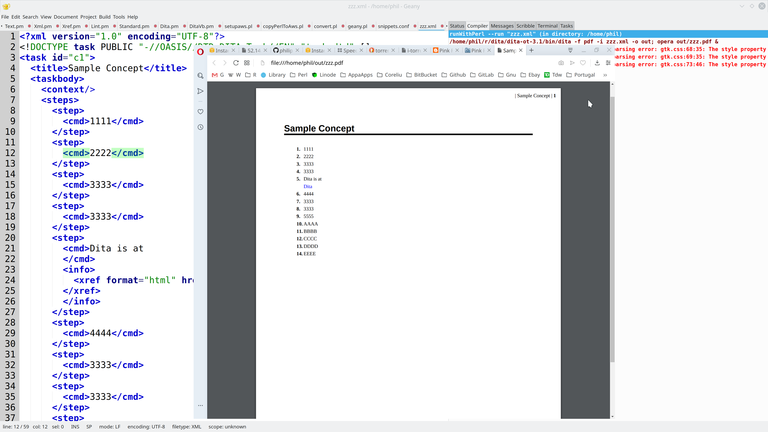 zzz.xml - /home/phil - Geany
File Edit Search View Document Project Build Tools Help
Text.pm Xml.pm Xref.pm Lint.pm Standard.pm Dita.pm DitaVb.pm setupaws.pl copyPenToAws.pl convert.pl geany.pl snippets.conf zzz.xml
Status Compiler Messages Scribble Terminal Tasks
runWithPerl --run "zzz.xml" (in directory: /home/phil)
/home/phil/r/dita/dita-ot-3.1/bin/dita -f pdf -i zzz.xml -o out; opera out/zzz.pdf &
arsing error: gtk.css:68:35: The style property
arsing error: gtk.css:69:35: The style property
arsing error: gtk.css:73:46: The style property
1 <?xml version="1.0" encoding="UTF-8"?>
2 <!DOCTYPE task PUBLIC "-//OASIS//DTD DITA Task//EN"
3 <task id="c1">
4 <title>Sample Concept</title>
5 <taskbody>
6 <context/>
7 <steps>
8 <step>
9 <cmd>1111</cmd>
10 </step>
11 <step>
12 <cmd>2222</cmd>
13 </step>
14 <step>
15 <cmd>3333</cmd>
16 </step>
17 <step>
18 <cmd>3333</cmd>
19 </step>
20 <step>
21 <cmd>Dita is at
22 </cmd>
23 <info>
24 <xref format="html" hr
25 </xref>
26 </info>
27 </step>
28 <step>
29 <cmd>4444</cmd>
30 </step>
31 <step>
32 <cmd>3333</cmd>
33 </step>
34 <step>
35 <cmd>3333</cmd>
36 </step>
37 <step>
file:///home/phil/out/zzz.pdf
G W R Library Perl Linode AppaApps Coreliu BitBucket Github DocBook Gnu Ebay Tdw Portugal
| Sample Concept | 1
Sample Concept
1. 1111
2. 2222
3. 3333
4. 3333
5. Dita is at
Dita
6. 4444
7. 3333
8. 3333
9. 5555
10. AAAA
11. BBBB
12. CCCC
13. DDDD
14. EEEE
line: 12 / 59 col: 12 sel: 0 INS SP mode: LF encoding: UTF-8 filetype: XML scope: unknown